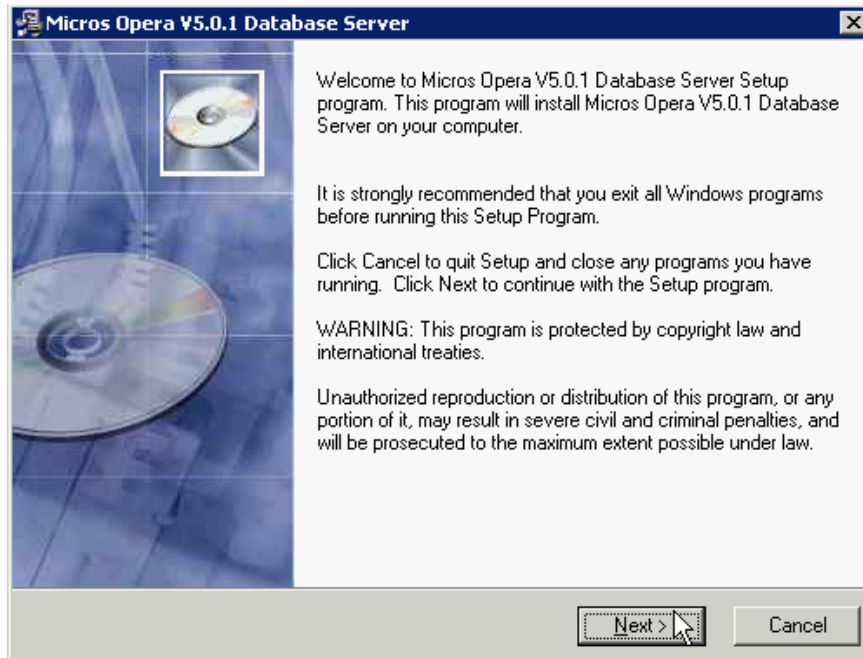 Micros Opera V5.0.1 Database Server
Welcome to Micros Opera V5.0.1 Database Server Setup
program. This program will install Micros Opera V5.0.1 Database
Server on your computer.
It is strongly recommended that you exit all Windows programs
before running this Setup Program.
Click Cancel to quit Setup and close any programs you have
running.  Click Next to continue with the Setup program.
WARNING: This program is protected by copyright law and
international treaties.
Unauthorized reproduction or distribution of this program, or any
portion of it, may result in severe civil and criminal penalties, and
will be prosecuted to the maximum extent possible under law.
Next > Cancel